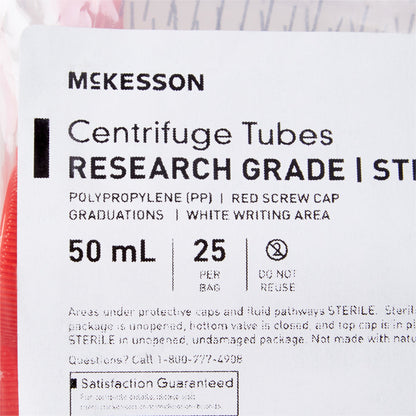 McKESSON
Centrifuge Tubes
RESEARCH GRADE | STE
POLYPROPYLENE (PP) | RED SCREW CAP
GRADUATIONS | WHITE WRITING AREA
50 mL
25
PER
BAG
2
DO NOT
REUSE
Areas under protective caps and fluid pathways STERILE. Steril
package is unopened, bottom valve is closed, and top cap is in pl
STERILE in unopened, undamaged package. Not made with natu
Questions? Call 1-800-777-4908
Satisfaction Guaranteed